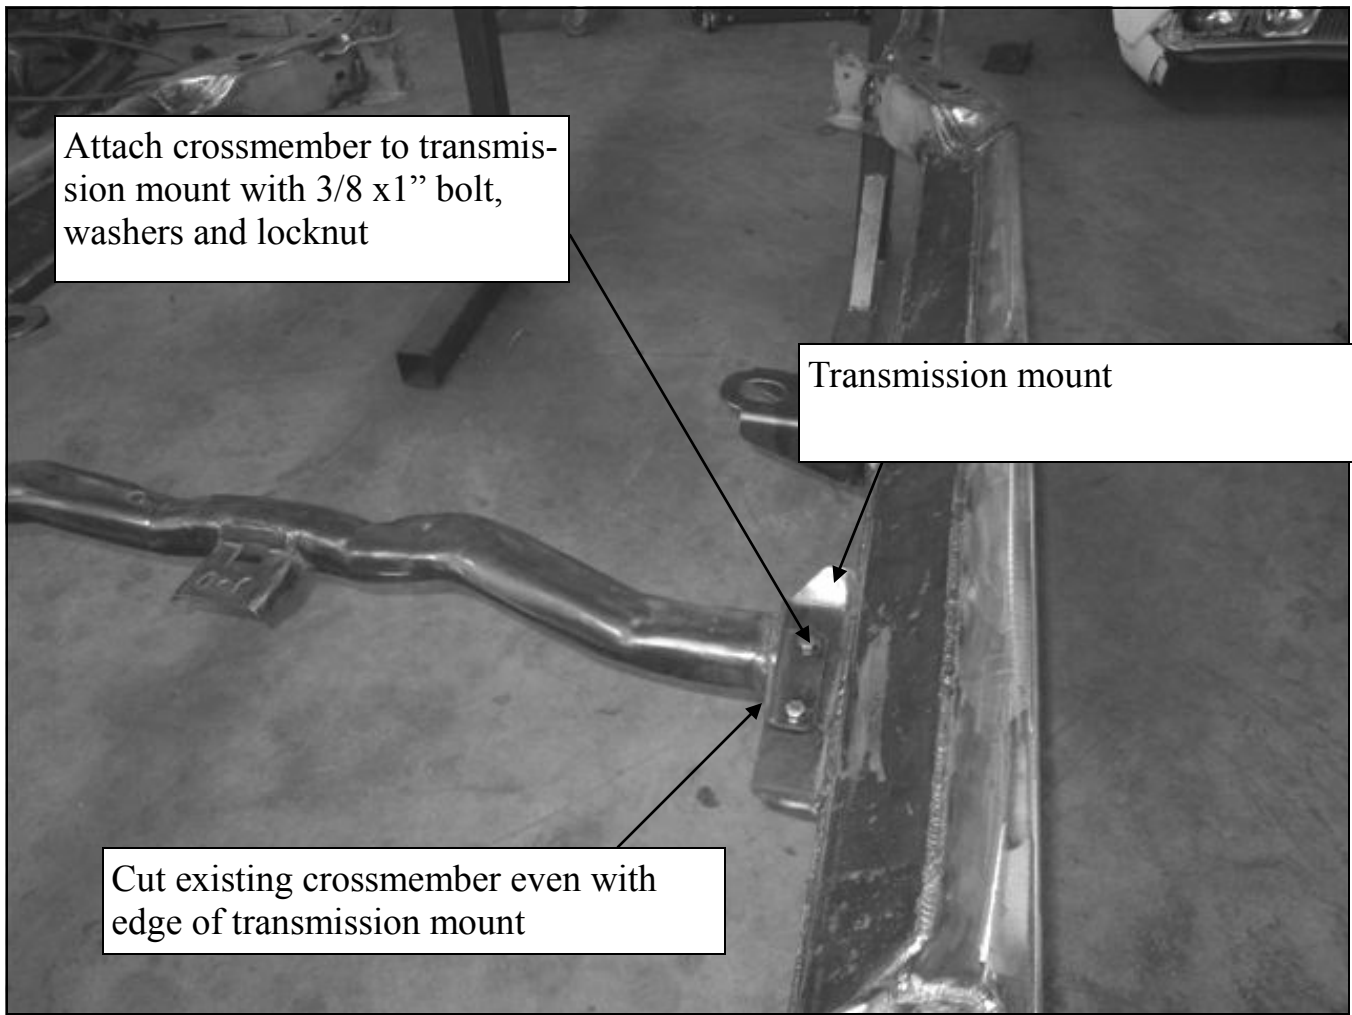 Attach crossmember to transmis-
sion mount with 3/8 x1” bolt,
washers and locknut
Transmission mount
Cut existing crossmember even with
edge of transmission mount